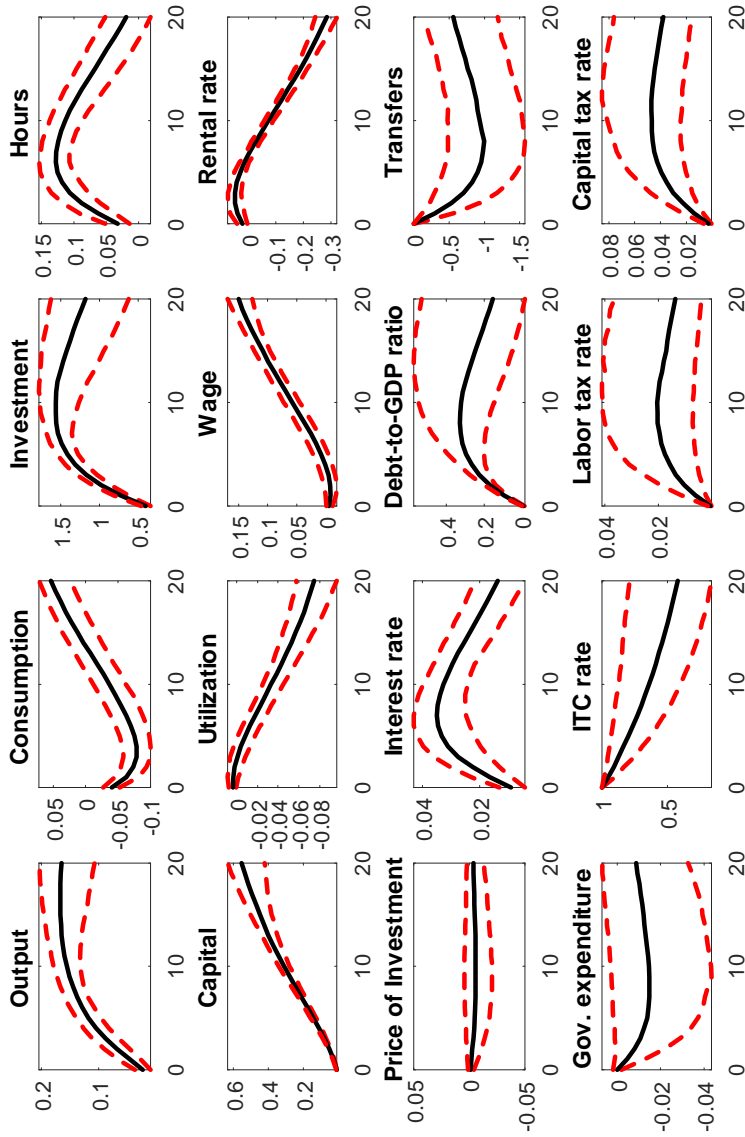 Output
0.2
0.1
0 10 20
Consumption
0.05
0
-0.05
-0.1
0 10 20
Investment
1.5
1
0.5
0 10 20
Hours
0.15
0.1
0.05
0
0 10 20
Capital
0.6
0.4
0.2
0 10 20
Utilization
0
-0.02
-0.04
-0.06
-0.08
0 10 20
Wage
0.15
0.1
0.05
0
0 10 20
Rental rate
0
-0.1
-0.2
-0.3
0 10 20
Price of Investment
0.05
0
-0.05
0 10 20
Interest rate
0.04
0.02
0 10 20
Debt-to-GDP ratio
0.4
0.2
0
0 10 20
Transfers
0
-0.5
-1
-1.5
0 10 20
Gov. expenditure
0
-0.02
-0.04
0 10 20
ITC rate
1
0.5
0 10 20
Labor tax rate
0.04
0.02
0 10 20
Capital tax rate
0.08
0.06
0.04
0.02
0 10 20